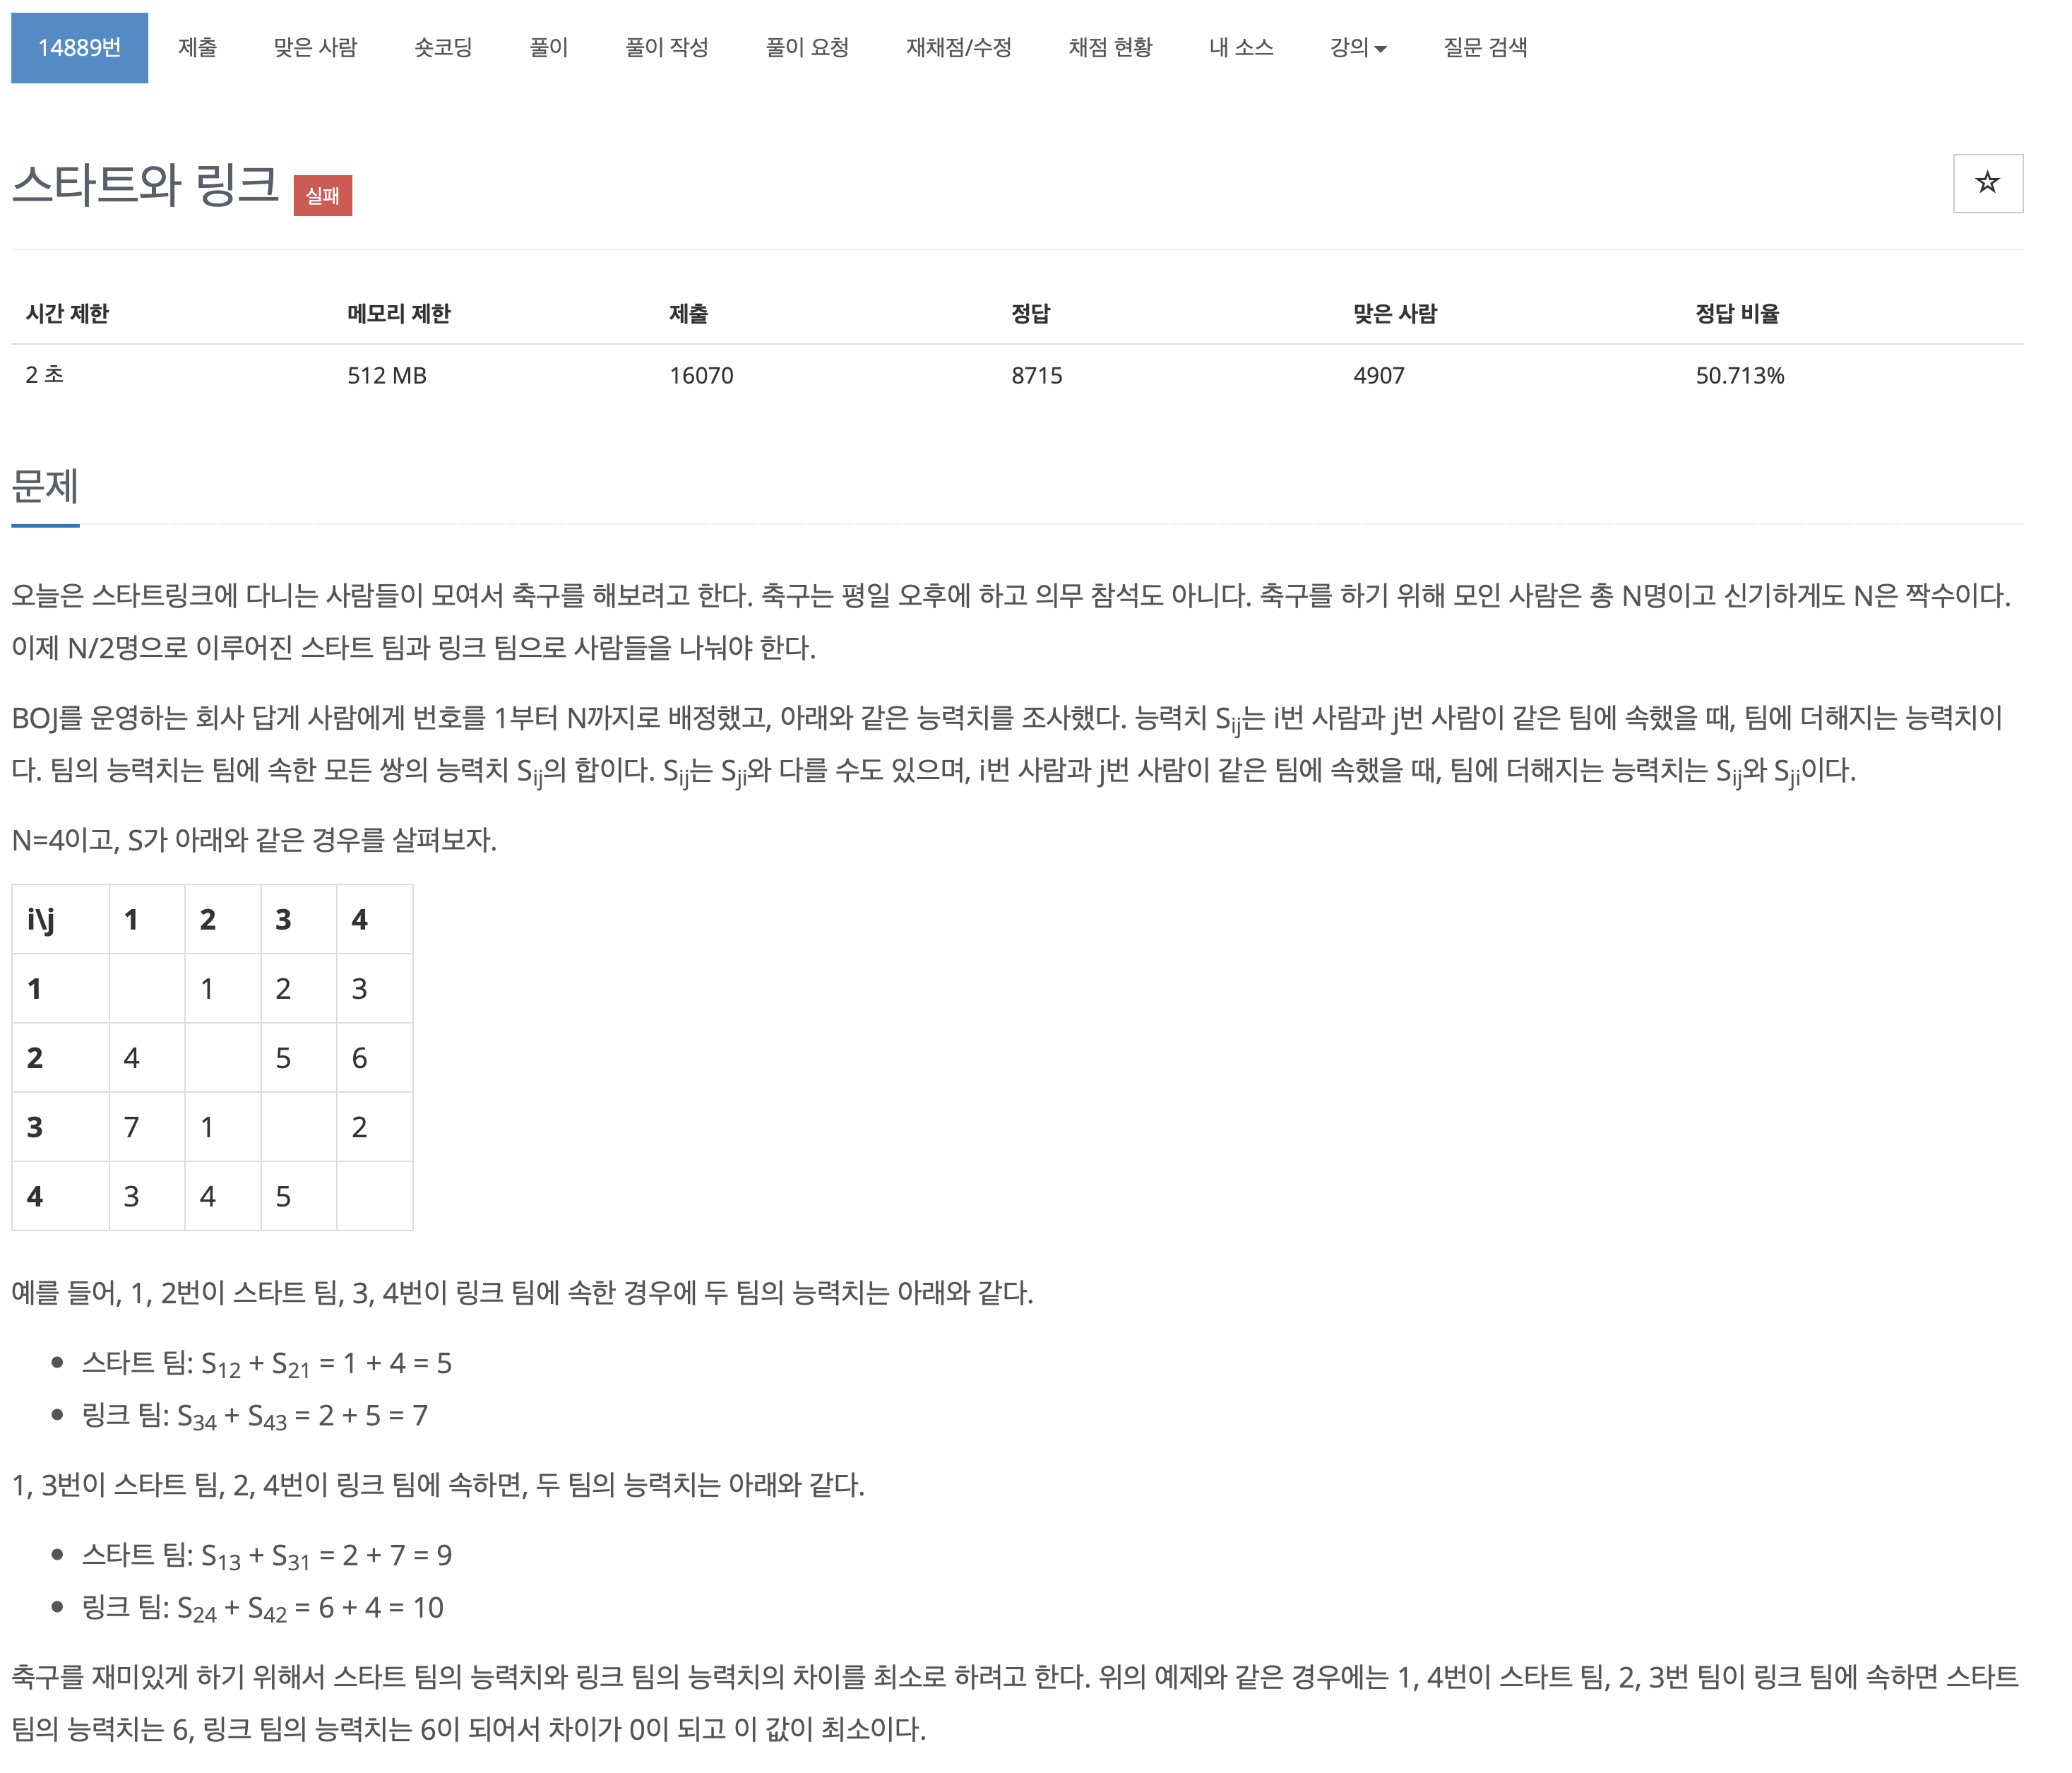 14889번 제출 맞은 사람 숏코딩 풀이 풀이 작성 풀이 요청 재채점/수정 채점 현황 내 소스 강의 질문 검색
스타트와 링크 실패
시간 제한 메모리 제한 제출 정답 맞은 사람 정답 비율
2 초 512 MB 16070 8715 4907 50.713%
문제
오늘은 스타트링크에 다니는 사람들이 모여서 축구를 해보려고 한다. 축구는 평일 오후에 하고 의무 참석도 아니다. 축구를 하기 위해 모인 사람은 총 N명이고 신기하게도 N은 짝수이다.
이제 N/2명으로 이루어진 스타트 팀과 링크 팀으로 사람들을 나눠야 한다.
BOJ를 운영하는 회사 답게 사람에게 번호를 1부터 N까지로 배정했고, 아래와 같은 능력치를 조사했다. 능력치 Sij는 i번 사람과 j번 사람이 같은 팀에 속했을 때, 팀에 더해지는 능력치이
다. 팀의 능력치는 팀에 속한 모든 쌍의 능력치 Sij의 합이다. Sij는 Sji와 다를 수도 있으며, i번 사람과 j번 사람이 같은 팀에 속했을 때, 팀에 더해지는 능력치는 Sij와 Sji이다.
N=4이고, S가 아래와 같은 경우를 살펴보자.
i\j 1 2 3 4
1 1 2 3
2 4 5 6
3 7 1 2
4 3 4 5
예를 들어, 1, 2번이 스타트 팀, 3, 4번이 링크 팀에 속한 경우에 두 팀의 능력치는 아래와 같다.
• 스타트 팀: S12 + S21 = 1 + 4 = 5
• 링크 팀: S34 + S43 = 2 + 5 = 7
1, 3번이 스타트 팀, 2, 4번이 링크 팀에 속하면, 두 팀의 능력치는 아래와 같다.
• 스타트 팀: S13 + S31 = 2 + 7 = 9
• 링크 팀: S24 + S42 = 6 + 4 = 10
축구를 재미있게 하기 위해서 스타트 팀의 능력치와 링크 팀의 능력치의 차이를 최소로 하려고 한다. 위의 예제와 같은 경우에는 1, 4번이 스타트 팀, 2, 3번 팀이 링크 팀에 속하면 스타트
팀의 능력치는 6, 링크 팀의 능력치는 6이 되어서 차이가 0이 되고 이 값이 최소이다.